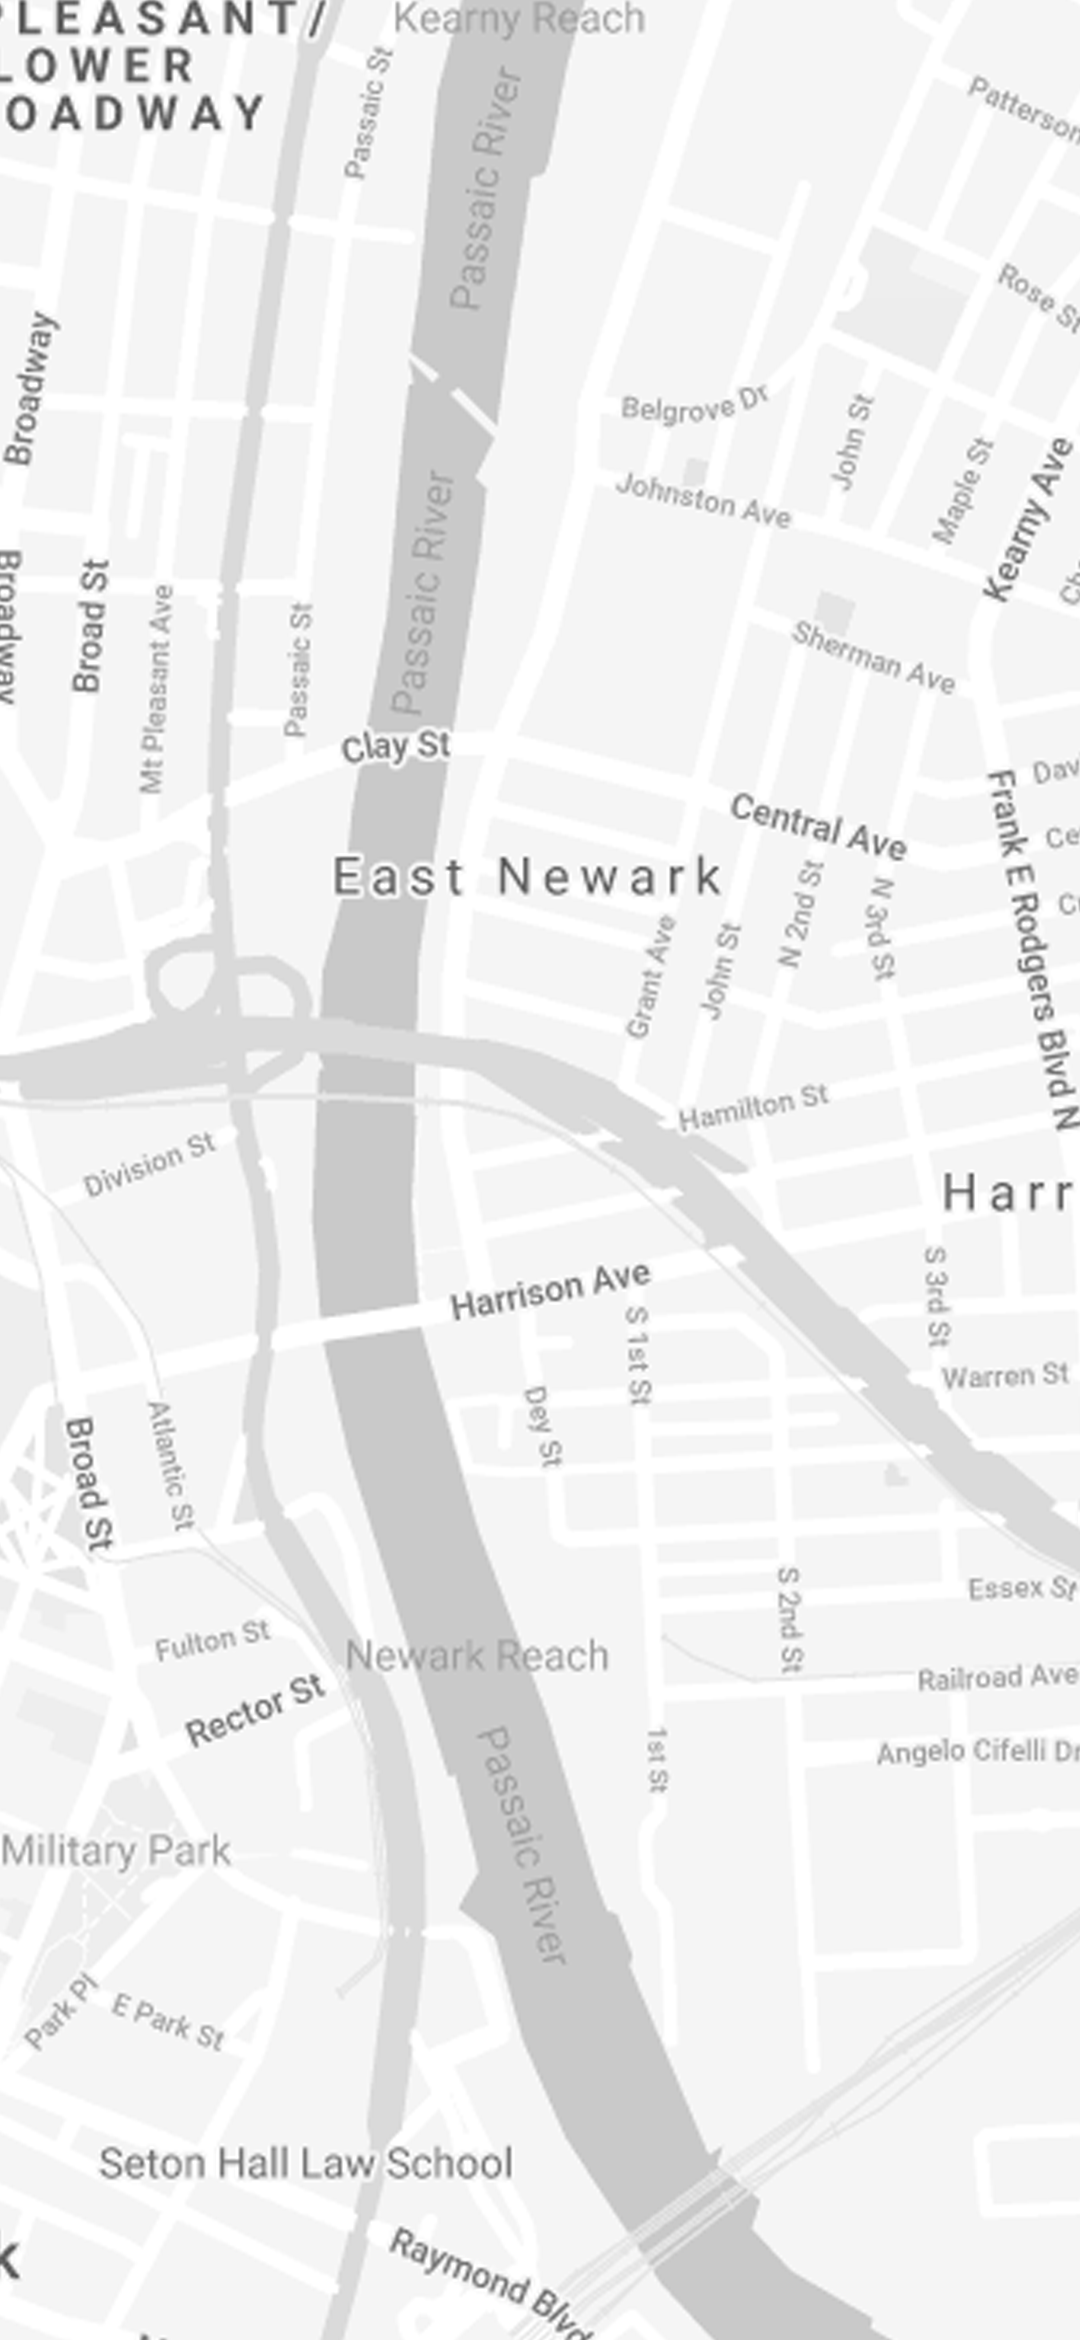 PLEASANT/
LOWER
OADWAY
Kearny Reach
Passaic St
Passaic River
Patterson
Rose St
Broadway
Belgrove Dr
John St
Maple St
Kearny Ave
Johnston Ave
Passaic River
Broadway
Broad St
Mt Pleasant Ave
Passaic St
Sherman Ave
Clay St
Central Ave
Dav
Ce
Frank E Rodgers Blvd N
East Newark
Grant Ave
John St
N 2nd St
N 3rd St
Hamilton St
Division St
Harr
Harrison Ave
S 1st St
S 3rd St
Warren St
Dey St
Broad St
Atlantic St
S 2nd St
Essex St
Fulton St
Newark Reach
Rector St
Railroad Ave
1st St
Angelo Cifelli Dr
Passaic River
Military Park
Park Pl
E Park St
Seton Hall Law School
Raymond Blvd
k